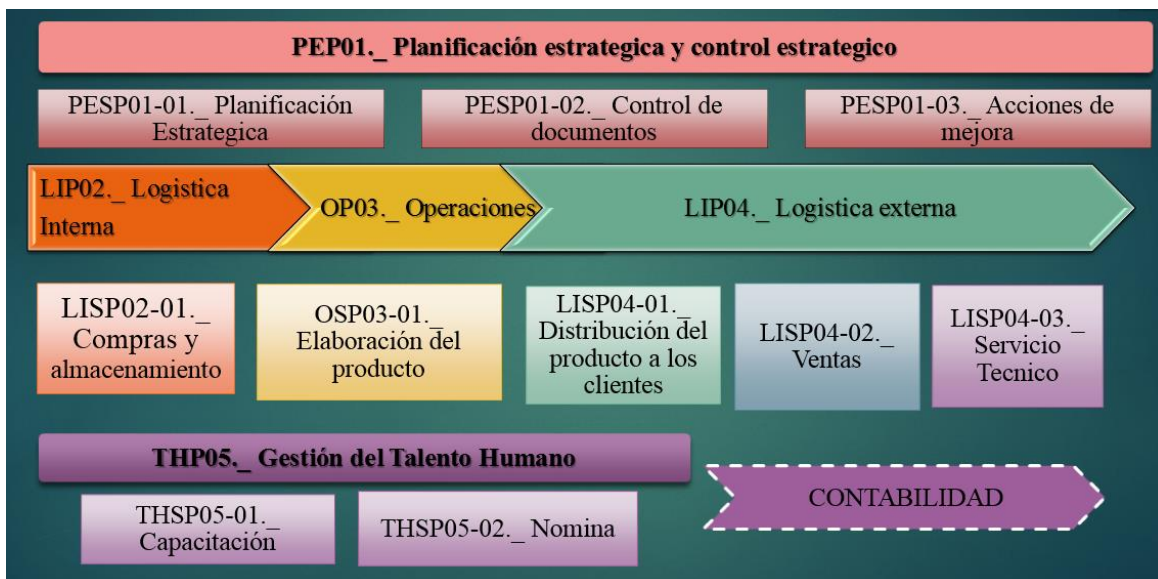 PEP01._ Planificación estrategica y control estrategico
PESP01-01._ Planificación
Estrategica
PESP01-02._ Control de
documentos
PESP01-03._ Acciones de
mejora
LIP02._ Logistica
Interna
OP03._ Operaciones
LIP04._ Logistica externa
LISP02-01._
Compras y
almacenamiento
OSP03-01._
Elaboración del
producto
LISP04-01._
Distribución del
producto a los
clientes
LISP04-02._
Ventas
LISP04-03._
Servicio
Tecnico
THP05._ Gestión del Talento Humano
THSP05-01._
Capacitación
THSP05-02._ Nomina
CONTABILIDAD